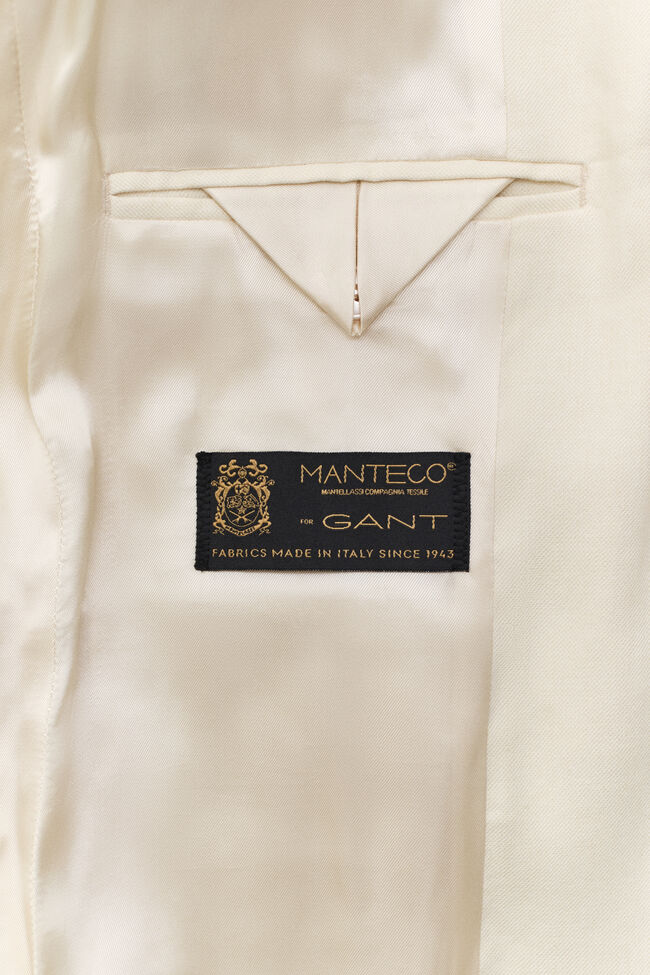 MANTECO
MANTELLASSI COMPAGNIA TESSILE
FOR GANT
FABRICS MADE IN ITALY SINCE 1943